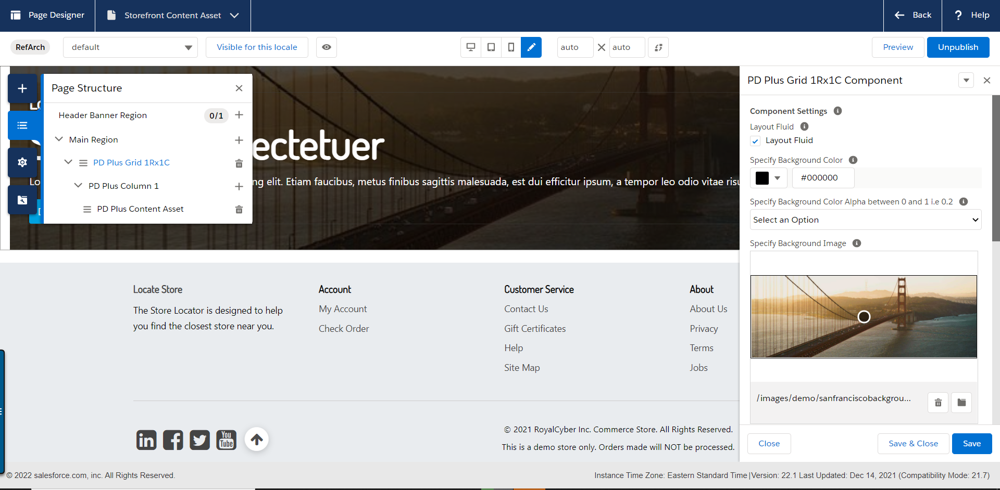 Page Designer
Storefront Content Asset
Back
Help
RefArch
default
Visible for this locale
auto
auto
Preview
Unpublish
Page Structure
Header Banner Region
0/1
Main Region
PD Plus Grid 1Rx1C
PD Plus Column 1
PD Plus Content Asset
ectetuer
Lo
ng elit. Etiam faucibus, metus finibus sagittis malesuada, est dui efficitur ipsum, a tempor leo odio vitae risu
PD Plus Grid 1Rx1C Component
Component Settings
Layout Fluid
Layout Fluid
Specify Background Color
#000000
Specify Background Color Alpha between 0 and 1 i.e 0.2
Select an Option
Specify Background Image
/images/demo/sanfranciscobackgrou...
Close
Save & Close
Save
Locate Store
The Store Locator is designed to help
you find the closest store near you.
Account
My Account
Check Order
Customer Service
Contact Us
Gift Certificates
Help
Site Map
About
About Us
Privacy
Terms
Jobs
in
f
You
Tube
© 2021 RoyalCyber Inc. Commerce Store. All Rights Reserved.
This is a demo store only. Orders made will NOT be processed.
© 2022 salesforce.com, inc. All Rights Reserved.
Instance Time Zone: Eastern Standard Time|Version: 22.1 Last Updated: Dec 14, 2021 (Compatibility Mode: 21.7)